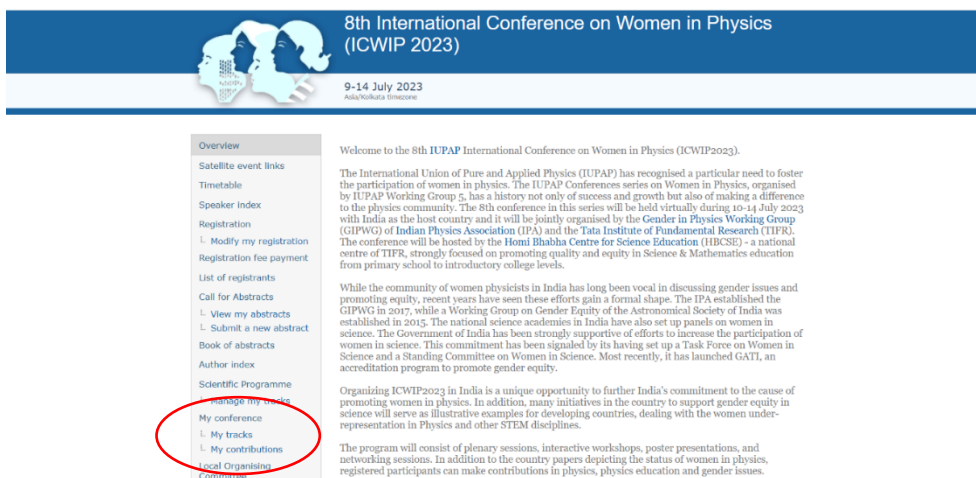 8th International Conference on Women in Physics
(ICWIP 2023)
9-14 July 2023
Asia/Kolkata timezone
Overview
Satellite event links
Timetable
Speaker index
Registration
Modify my registration
Registration fee payment
List of registrants
Call for Abstracts
View my abstracts
Submit a new abstract
Book of abstracts
Author index
Scientific Programme
Manage my tracks
My conference
My tracks
My contributions
Local Organising
Committee
Welcome to the 8th IUPAP International Conference on Women in Physics (ICWIP2023).
The International Union of Pure and Applied Physics (IUPAP) has recognised a particular need to foster
the participation of women in physics. The IUPAP Conferences series on Women in Physics, organised
by IUPAP Working Group 5, has a history not only of success and growth but also of making a difference
to the physics community. The 8th conference in this series will be held virtually during 10-14 July 2023
with India as the host country and it will be jointly organised by the Gender in Physics Working Group
(GIPWG) of Indian Physics Association (IPA) and the Tata Institute of Fundamental Research (TIFR).
The conference will be hosted by the Homi Bhabha Centre for Science Education (HBCSE) - a national
centre of TIFR, strongly focused on promoting quality and equity in Science & Mathematics education
from primary school to introductory college levels.
While the community of women physicists in India has long been vocal in discussing gender issues and
promoting equity, recent years have seen these efforts gain a formal shape. The IPA established the
GIPWG in 2017, while a Working Group on Gender Equity of the Astronomical Society of India was
established in 2015. The national science academies in India have also set up panels on women in
science. The Government of India has been strongly supportive of efforts to increase the participation of
women in science. This commitment has been signaled by its having set up a Task Force on Women in
Science and a Standing Committee on Women in Science. Most recently, it has launched GATI, an
accreditation program to promote gender equity.
Organizing ICWIP2023 in India is a unique opportunity to further India's commitment to the cause of
promoting women in physics. In addition, many initiatives in the country to support gender equity in
science will serve as illustrative examples for developing countries, dealing with the women under-
representation in Physics and other STEM disciplines.
The program will consist of plenary sessions, interactive workshops, poster presentations, and
networking sessions. In addition to the country papers depicting the status of women in physics,
registered participants can make contributions in physics, physics education and gender issues.